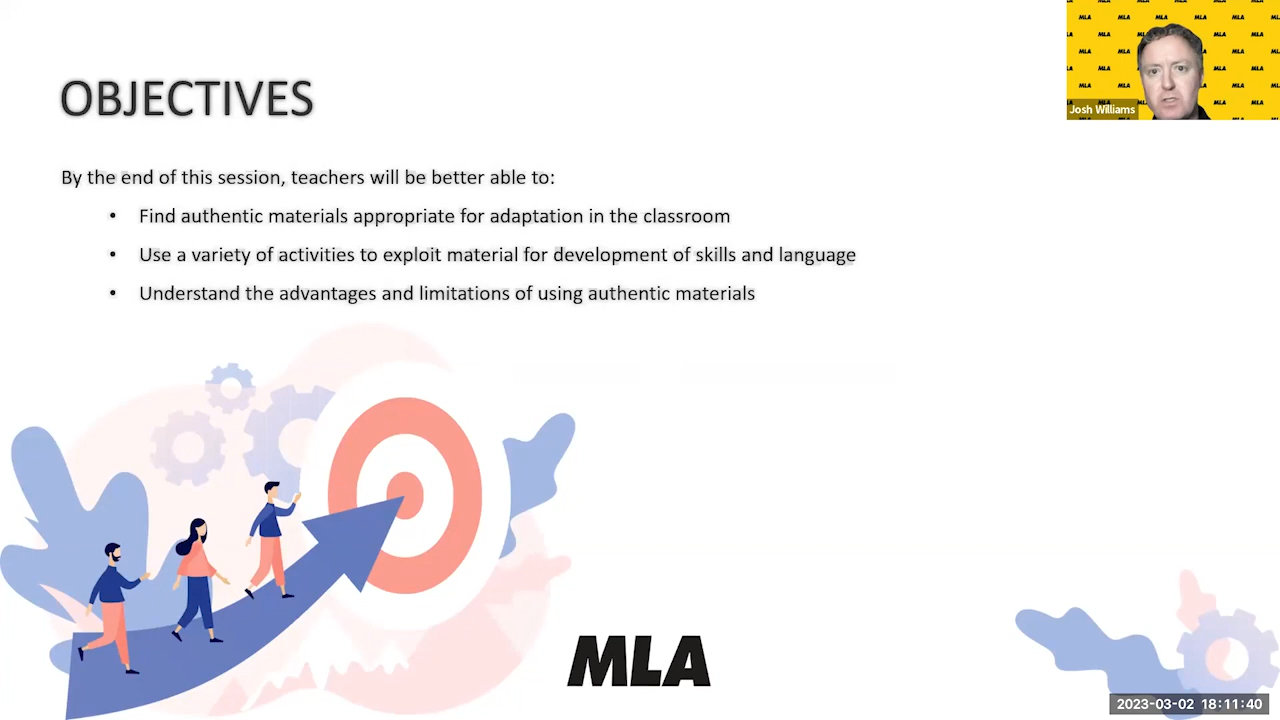 OBJECTIVES
By the end of this session, teachers will be better able to:
• Find authentic materials appropriate for adaptation in the classroom
• Use a variety of activities to exploit material for development of skills and language
• Understand the advantages and limitations of using authentic materials
MLA
Josh Williams
MLA
2023-03-02 18:11:40